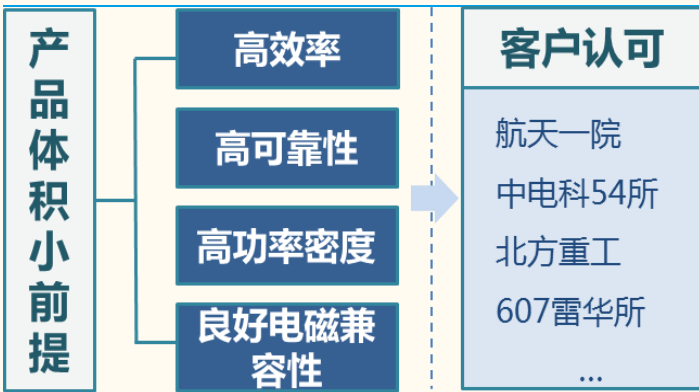 产品体积小前提
高效率
高可靠性
高功率密度
良好电磁兼
容性
客户认可
航天一院
中电科54所
北方重工
607雷华所
...